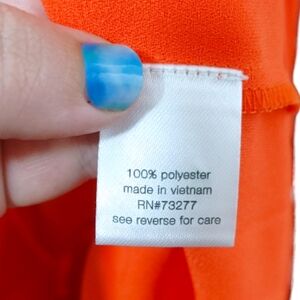 100% polyester
made in vietnam
RN#73277
see reverse for care